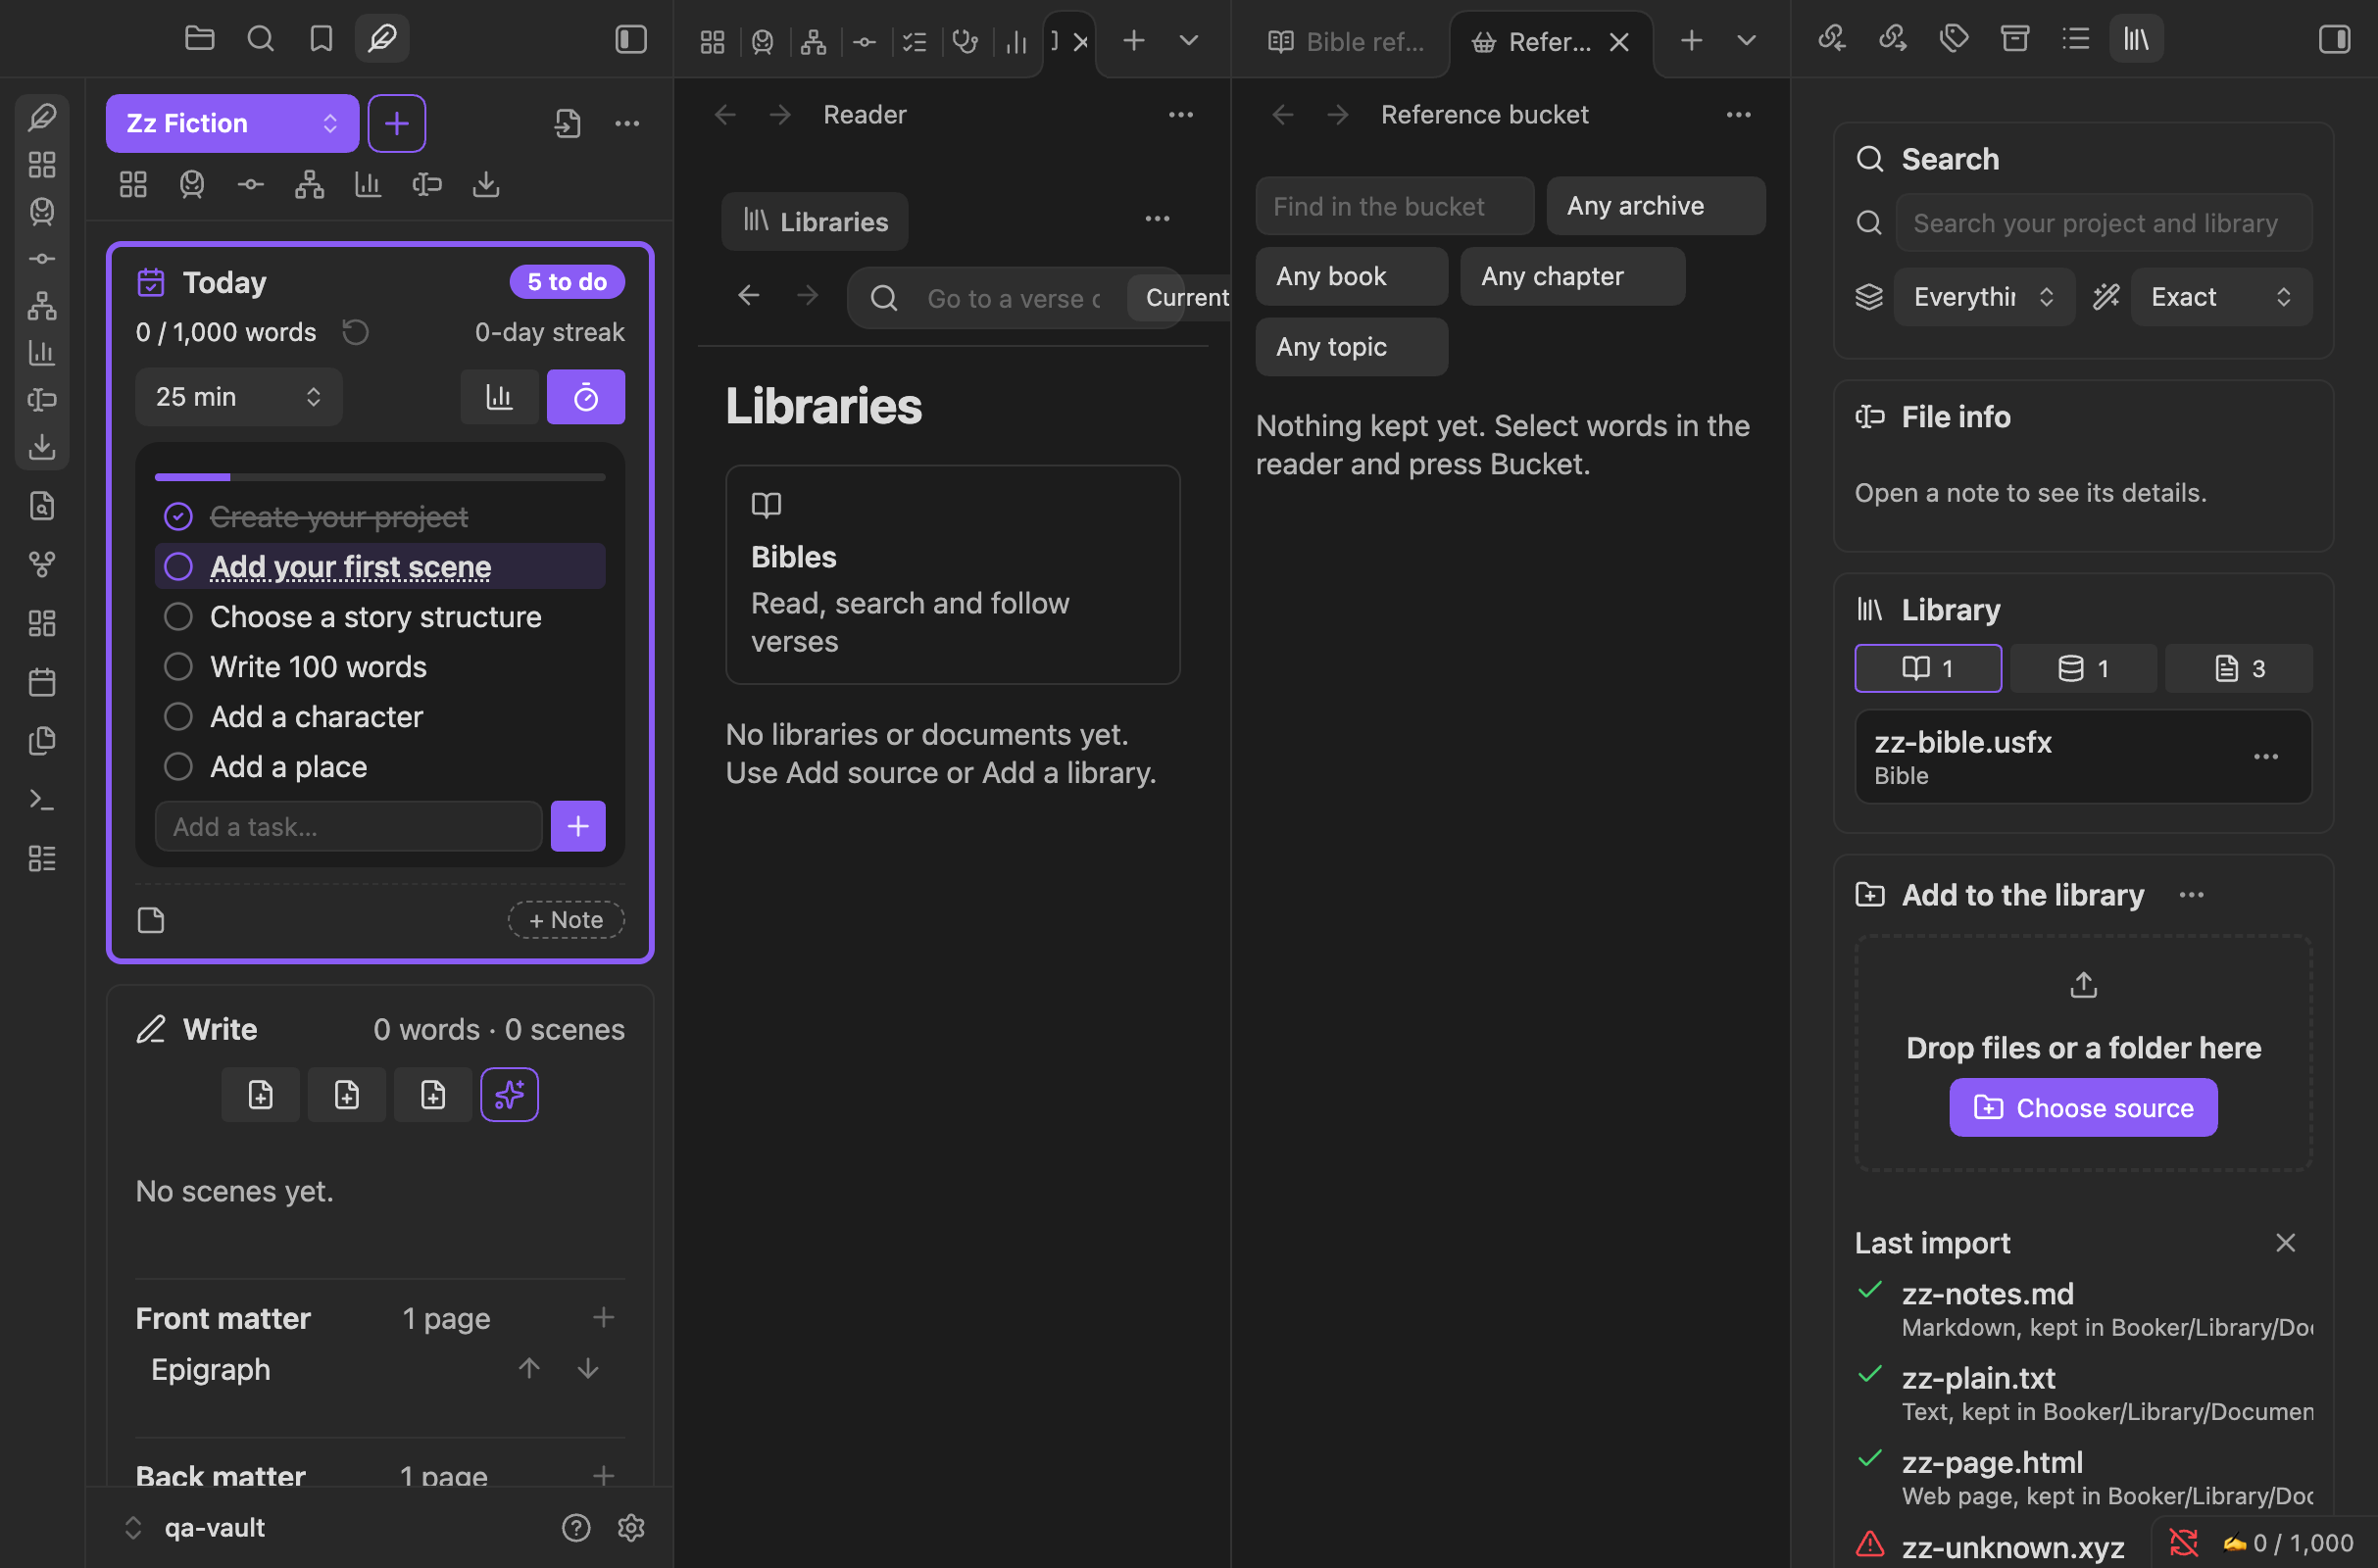 Zz Fiction
Today
5 to do
0 / 1,000 words
0-day streak
25 min
Create your project
Add your first scene
Choose a story structure
Write 100 words
Add a character
Add a place
Add a task...
+ Note
Write
0 words · 0 scenes
No scenes yet.
Front matter
1 page
Epigraph
Back matter
1 page
qa-vault
Reader
Libraries
Go to a verse
Current
Libraries
Bibles
Read, search and follow
verses
No libraries or documents yet.
Use Add source or Add a library.
Bible ref...
Refer...
Reference bucket
Find in the bucket
Any archive
Any book
Any chapter
Any topic
Nothing kept yet. Select words in the
reader and press Bucket.
Search
Search your project and library
Everythin
Exact
File info
Open a note to see its details.
Library
1
1
3
zz-bible.usfx
Bible
Add to the library
Drop files or a folder here
Choose source
Last import
zz-notes.md
Markdown, kept in Booker/Library/Do
zz-plain.txt
Text, kept in Booker/Library/Documen
zz-page.html
Web page, kept in Booker/Library/Doc
zz-unknown.xyz
0 / 1,000